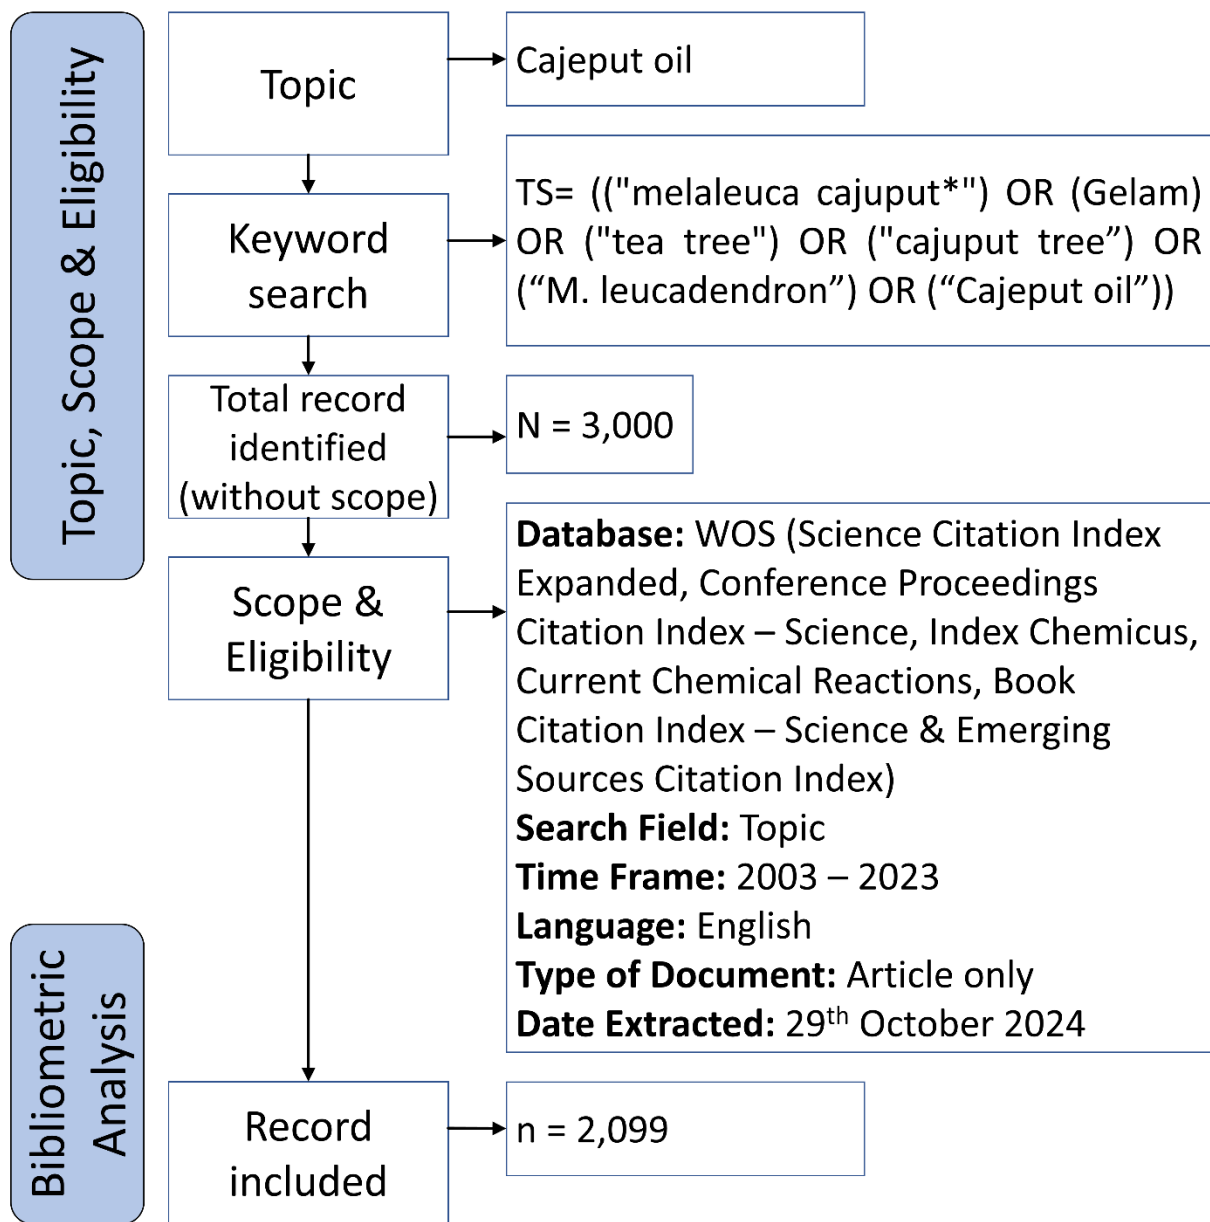 Topic, Scope & Eligibility
Topic
Cajeput oil
Keyword
search
TS= (("melaleuca cajuput*") OR (Gelam)
OR ("tea tree") OR ("cajuput tree”) OR
(“M. leucadendron”) OR (“Cajeput oil”))
Total record
identified
(without scope)
N = 3,000
Scope &
Eligibility
Database: WOS (Science Citation Index
Expanded, Conference Proceedings
Citation Index – Science, Index Chemicus,
Current Chemical Reactions, Book
Citation Index – Science & Emerging
Sources Citation Index)
Search Field: Topic
Time Frame: 2003 – 2023
Language: English
Type of Document: Article only
Date Extracted: 29th October 2024
Bibliometric
Analysis
Record
included
n = 2,099